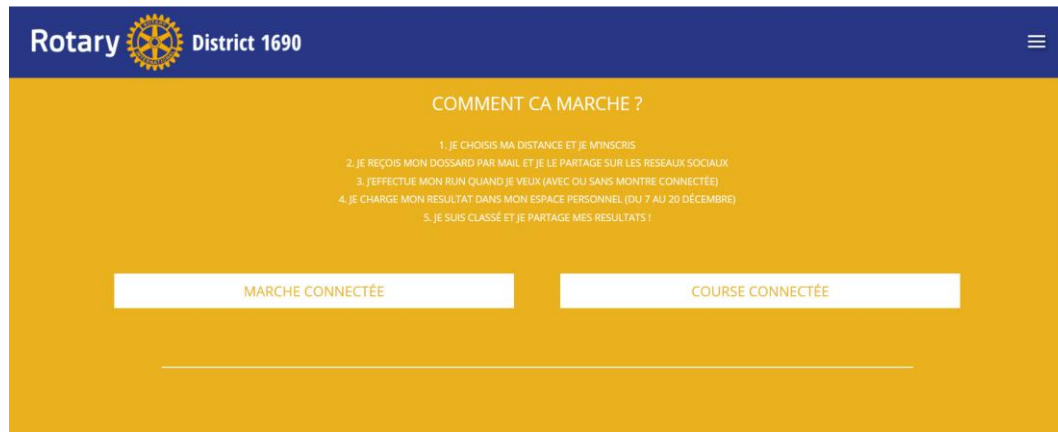 Rotary District 1690
COMMENT CA MARCHE ?
1. JE CHOISIS MA DISTANCE ET JE M'INSCRIS
2. JE REÇOIS MON DOSSARD PAR MAIL ET JE LE PARTAGE SUR LES RESEAUX SOCIAUX
3. J'EFFECTUE MON RUN QUAND JE VEUX (AVEC OU SANS MONTRE CONNECTÉE)
4. JE CHARGE MON RESULTAT DANS MON ESPACE PERSONNEL (DU 7 AU 20 DÉCEMBRE)
5. JE SUIS CLASSÉ ET JE PARTAGE MES RESULTATS !
MARCHE CONNECTÉE
COURSE CONNECTÉE